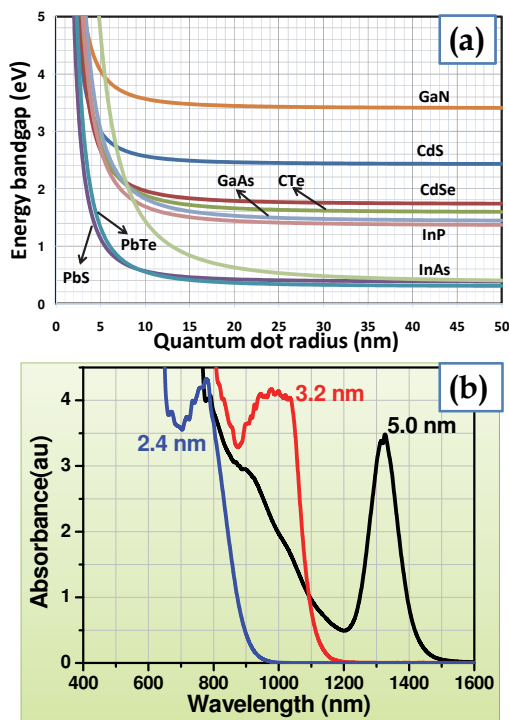 (a)
Energy bandgap (eV)
5
4
3
2
1
0
GaN
CdS
CdSe
GaAs
CTe
InP
InAs
PbTe
PbS
0 5 10 15 20 25 30 35 40 45 50
Quantum dot radius (nm)
(b)
Absorbance(au)
4
3
2
1
0
2.4 nm
3.2 nm
5.0 nm
400 600 800 1000 1200 1400 1600
Wavelength (nm)